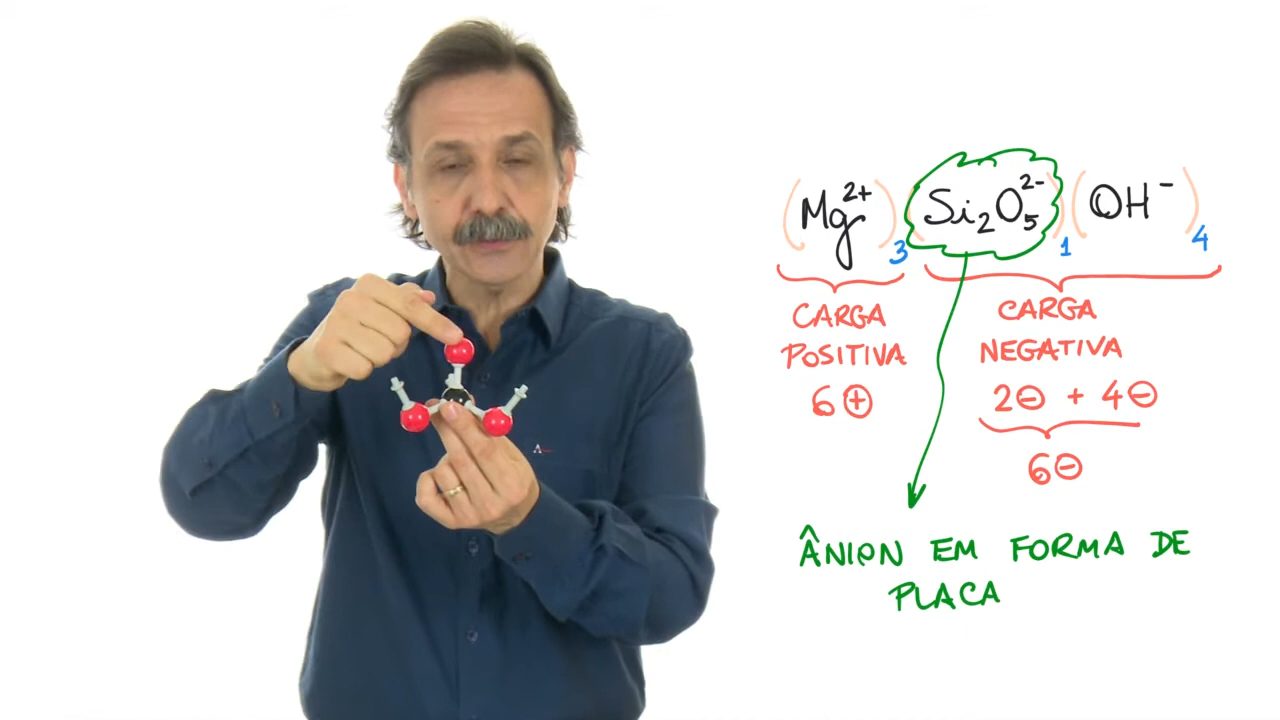 (Mg²⁺)₃ (Si₂O₅²⁻)₁ (OH⁻)₄
CARGA POSITIVA
6⊕
CARGA NEGATIVA
2⊖ + 4⊖
6⊖
ÂNION EM FORMA DE
PLACA